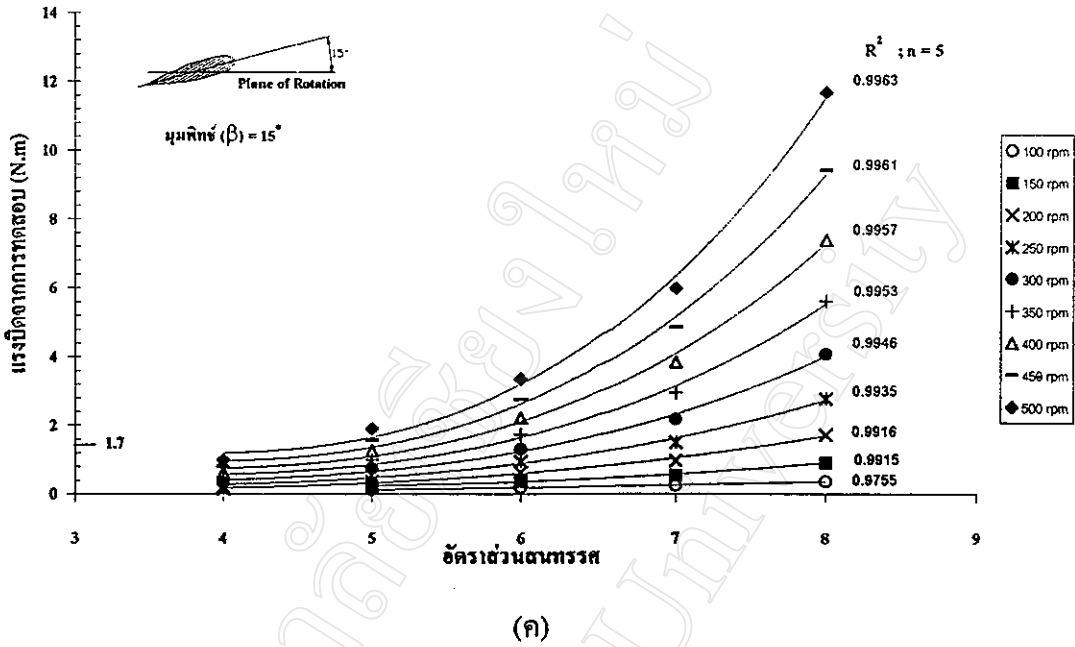 14
12
10
8
6
4
2
0
1.7
แรงบิดจากการทดสอบ (N.m)
15°
Plane of Rotation
มุมพิทช์ (β) = 15°
R² ; n = 5
0.9963
0.9961
0.9957
0.9953
0.9946
0.9935
0.9916
0.9915
0.9755
100 rpm
150 rpm
200 rpm
250 rpm
300 rpm
350 rpm
400 rpm
450 rpm
500 rpm
3 4 5 6 7 8 9
อัตราส่วนสนทรรศ
(ค)
University